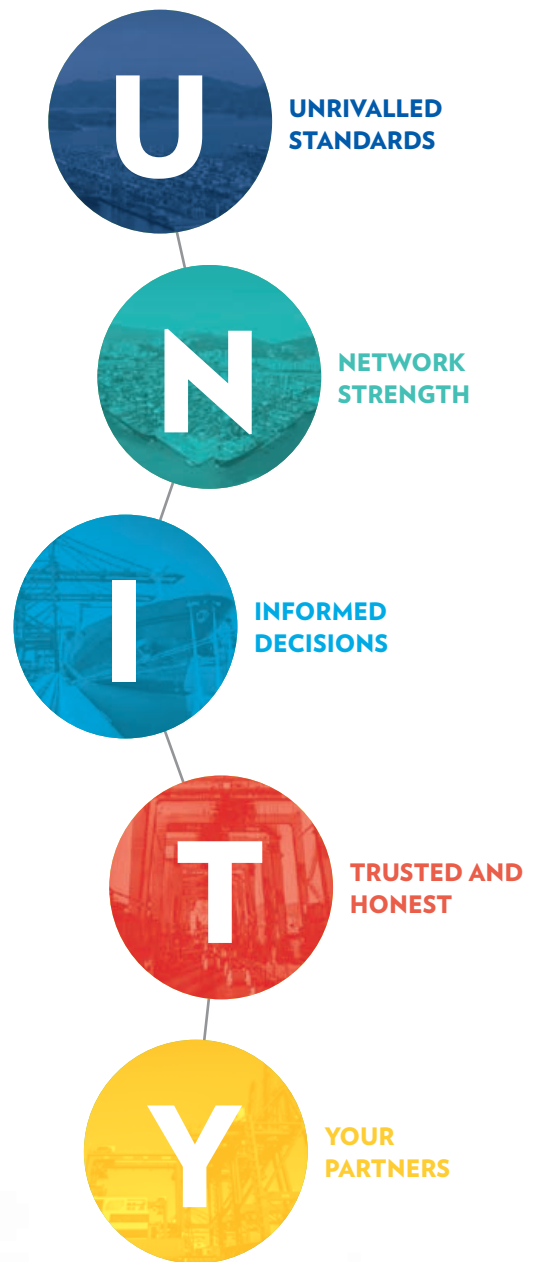 U
UNRIVALLED
STANDARDS
N
NETWORK
STRENGTH
I
INFORMED
DECISIONS
T
TRUSTED AND
HONEST
Y
YOUR
PARTNERS